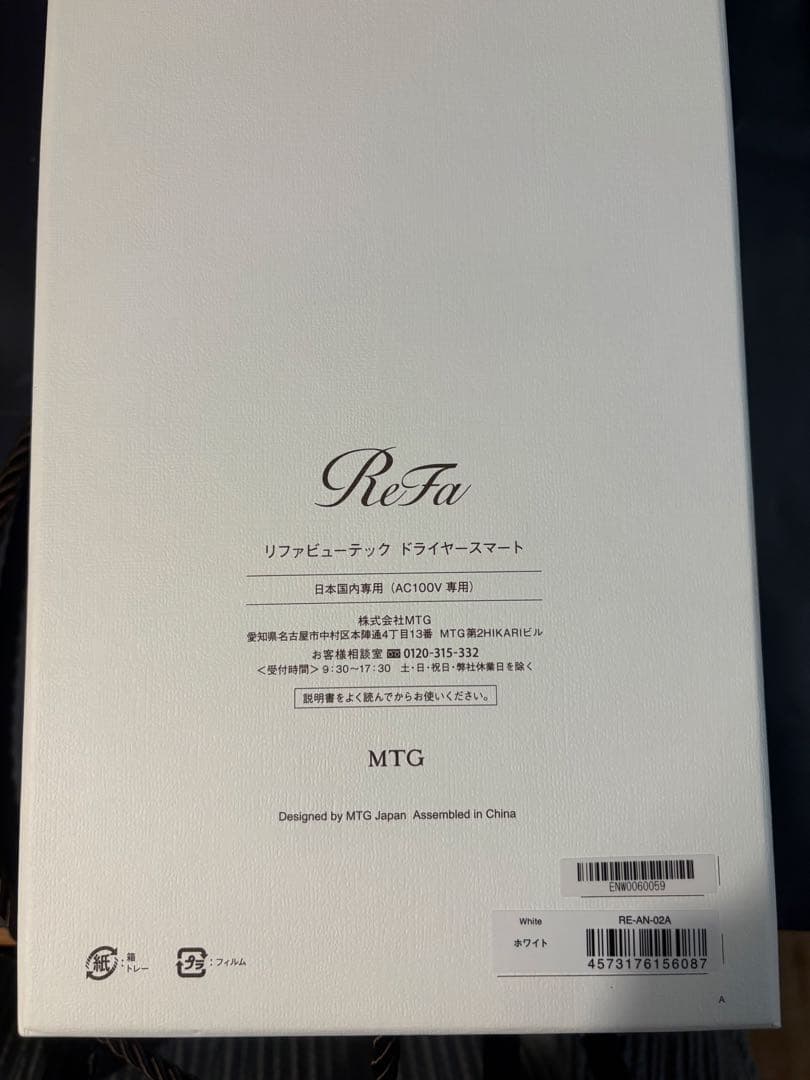 ReFa
リファビューテック ドライヤースマート
日本国内専用（AC100V 専用）
株式会社MTG
愛知県名古屋市中村区本陣通4丁目13番 MTG第2HIKARIビル
お客様相談室 0120-315-332
＜受付時間＞9：30〜17：30 土・日・祝日・弊社休業日を除く
説明書をよく読んでからお使いください。
MTG
Designed by MTG Japan Assembled in China
ENW0060059
White RE-AN-02A
ホワイト
4573176156087
紙：箱
トレー
プラ：フィルム
A